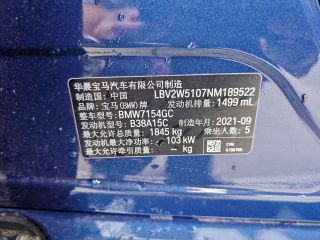 华晨宝马汽车有限公司制造
制造国：中国 LBV2W5107NM189522
品牌：宝马(BMW)牌 发动机排量：1499 mL
整车型号：BMW7154GC
发动机型号：B38A15C 制造年月：2021-09
最大允许总质量：1845 kg 乘坐人数：5
发动机最大净功率：103 kW
最大允许牵引质量：-- kg